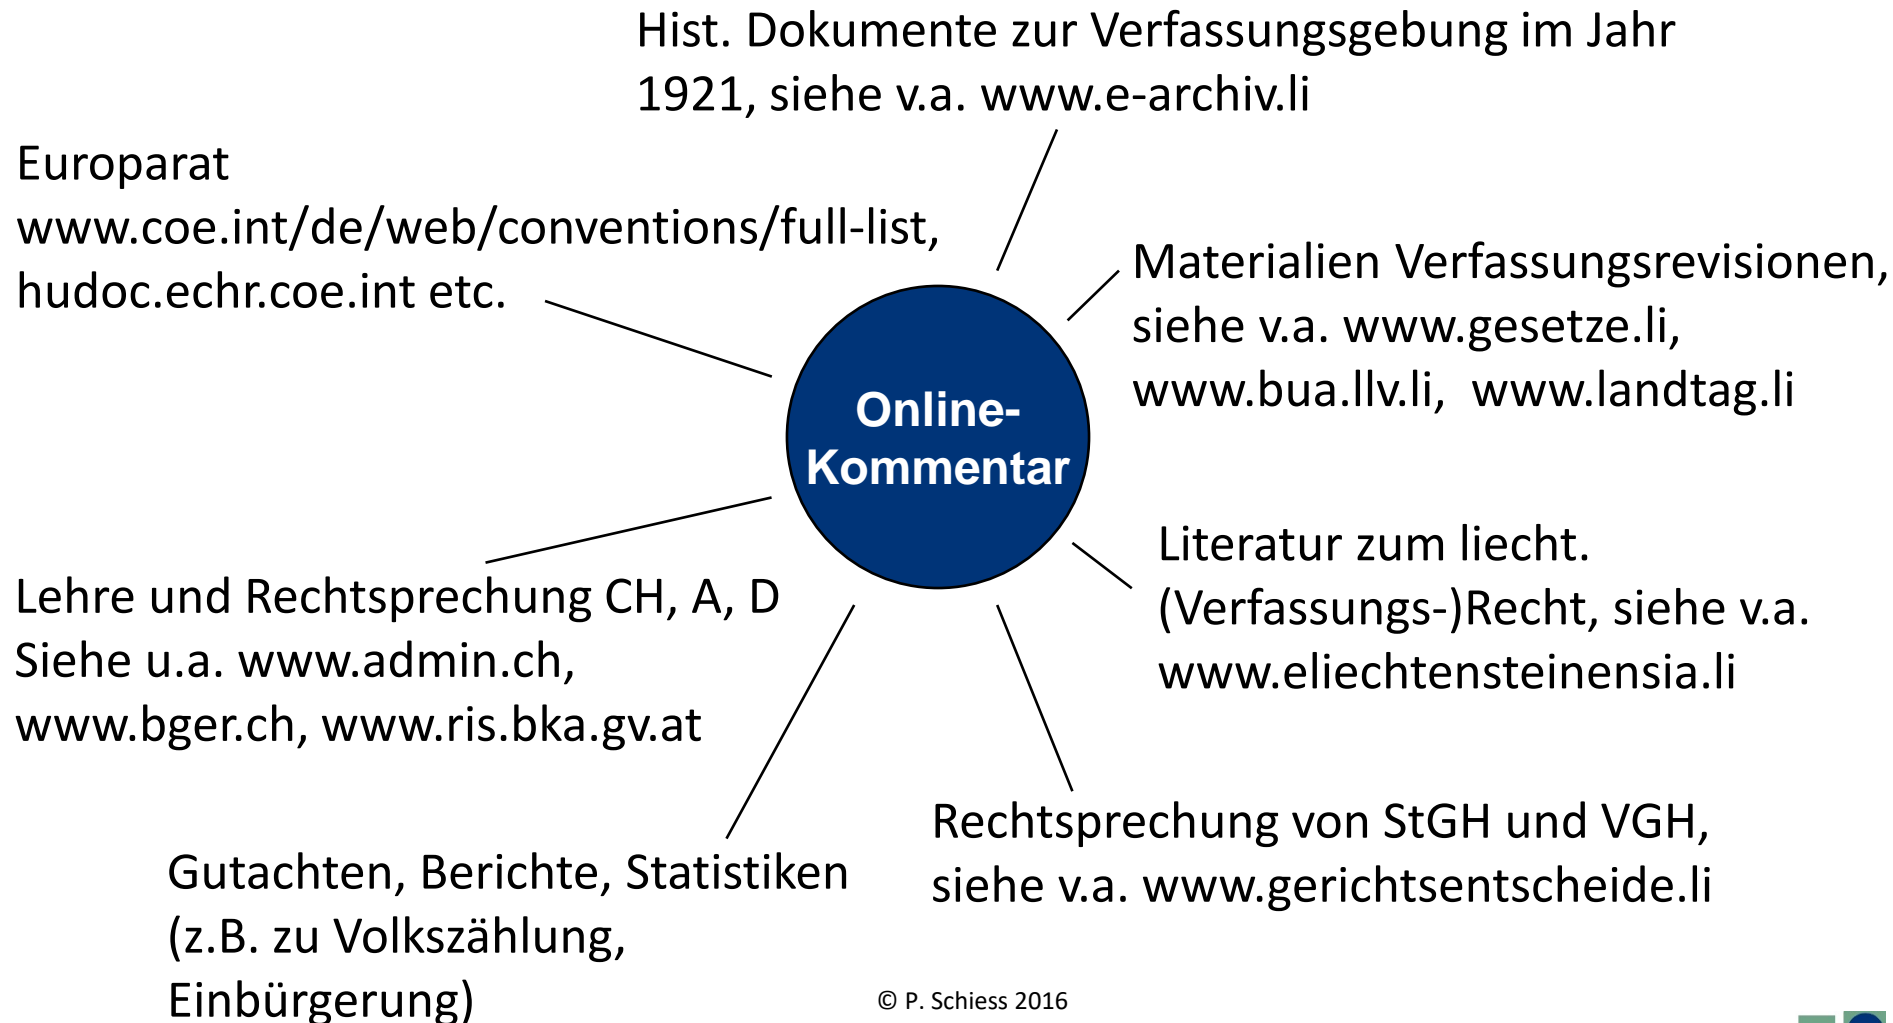 Hist. Dokumente zur Verfassungsgebung im Jahr
1921, siehe v.a. www.e-archiv.li
Europarat
www.coe.int/de/web/conventions/full-list,
hudoc.echr.coe.int etc.
Materialien Verfassungsrevisionen,
siehe v.a. www.gesetze.li,
www.bua.llv.li, www.landtag.li
Online-
Kommentar
Literatur zum liecht.
(Verfassungs-)Recht, siehe v.a.
www.eliechtensteinensia.li
Lehre und Rechtsprechung CH, A, D
Siehe u.a. www.admin.ch,
www.bger.ch, www.ris.bka.gv.at
Rechtsprechung von StGH und VGH,
siehe v.a. www.gerichtsentscheide.li
Gutachten, Berichte, Statistiken
(z.B. zu Volkszählung,
Einbürgerung)
© P. Schiess 2016